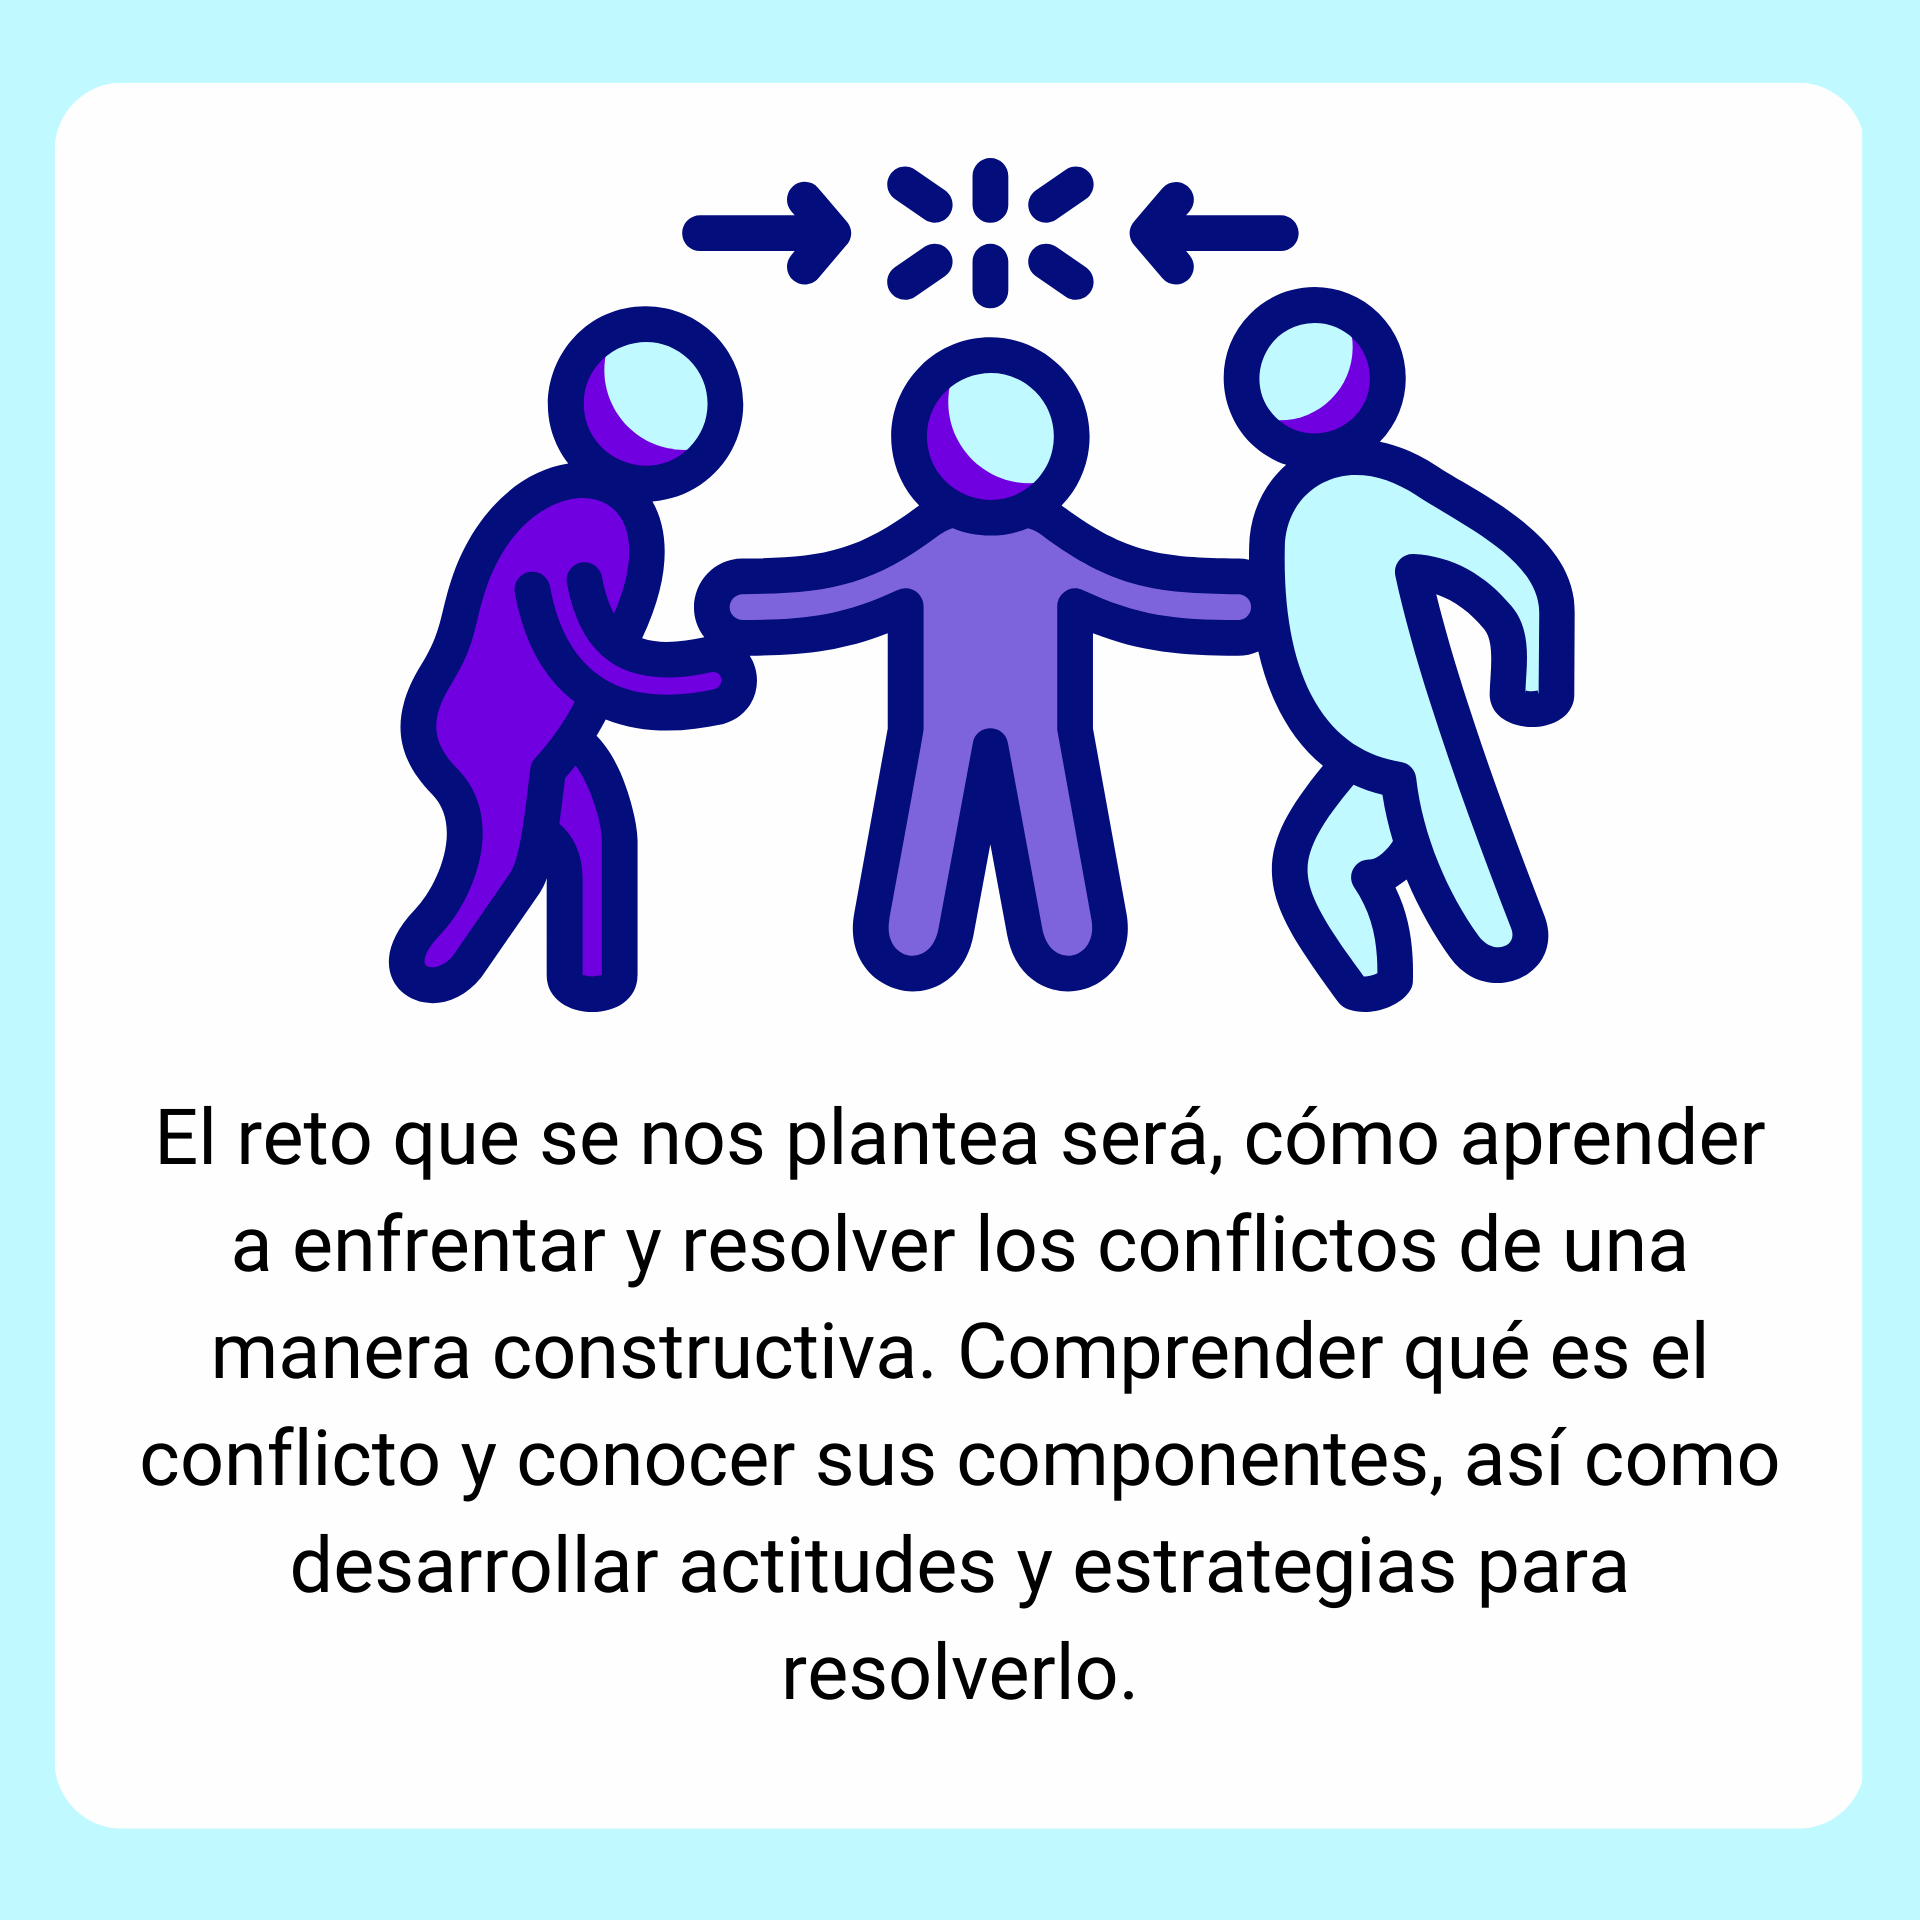 El reto que se nos plantea será, cómo aprender
a enfrentar y resolver los conflictos de una
manera constructiva. Comprender qué es el
conflicto y conocer sus componentes, así como
desarrollar actitudes y estrategias para
resolverlo.